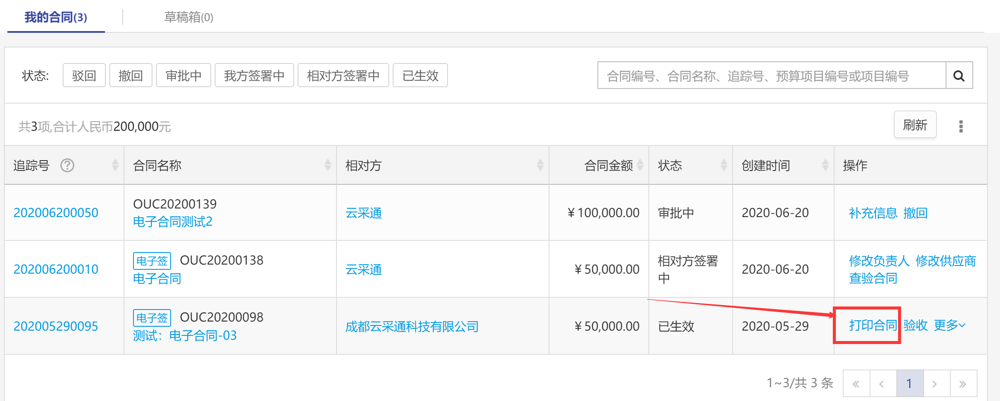 我的合同(3)
草稿箱(0)
状态: 驳回 撤回 审批中 我方签署中 相对方签署中 已生效
合同编号、合同名称、追踪号、预算项目编号或项目编号
共3项,合计人民币200,000元
刷新
追踪号 ? 合同名称 相对方 合同金额 状态 创建时间 操作
202006200050
OUC20200139
电子合同测试2
云采通
¥ 100,000.00
审批中
2020-06-20
补充信息 撤回
202006200010
电子签 OUC20200138
电子合同
云采通
¥ 50,000.00
相对方签署
中
2020-06-20
修改负责人 修改供应商
查验合同
202005290095
电子签 OUC20200098
测试：电子合同-03
成都云采通科技有限公司
¥ 50,000.00
已生效
2020-05-29
打印合同 验收 更多
1~3/共 3 条 « ‹ 1 › »